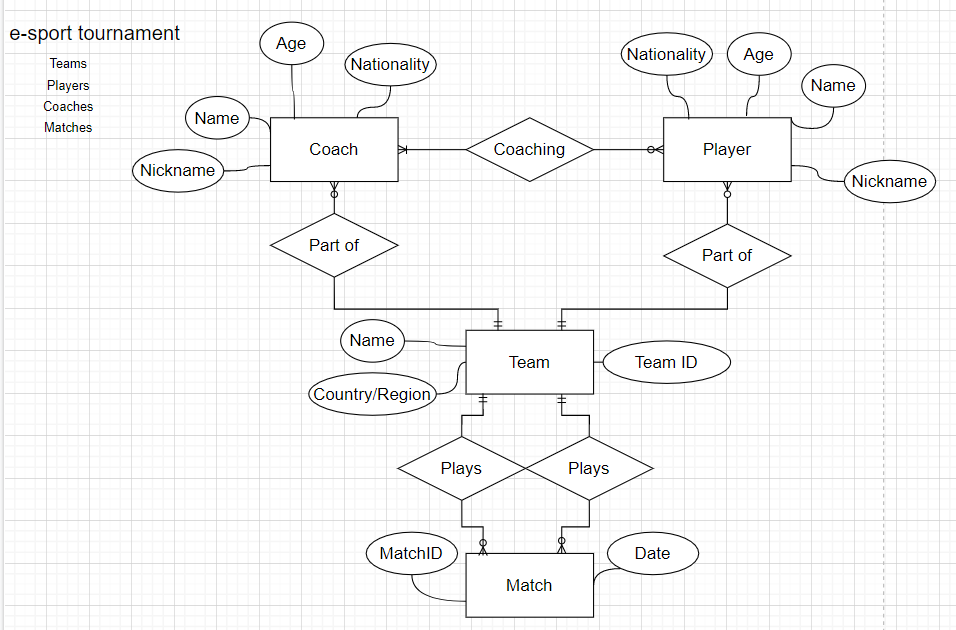 e-sport tournament
Teams
Players
Coaches
Matches
Age
Nationality
Name
Nickname
Coach
Coaching
Nationality
Age
Name
Player
Nickname
Part of
Part of
Name
Country/Region
Team
Team ID
Plays
Plays
MatchID
Match
Date